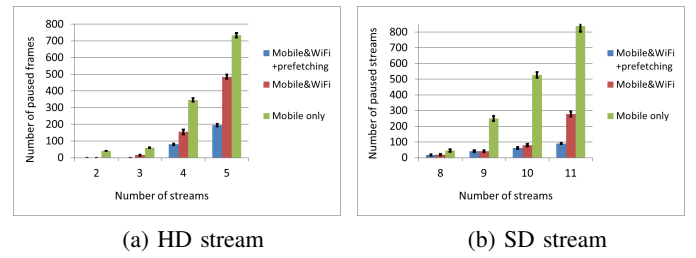 Number of paused frames
800
700
600
500
400
300
200
100
0
2 3 4 5
Number of streams
Mobile&WiFi
+prefetching
Mobile&WiFi
Mobile only
(a) HD stream
Number of paused streams
800
700
600
500
400
300
200
100
0
8 9 10 11
Number of streams
Mobile&WiFi
+prefetching
Mobile&WiFi
Mobile only
(b) SD stream